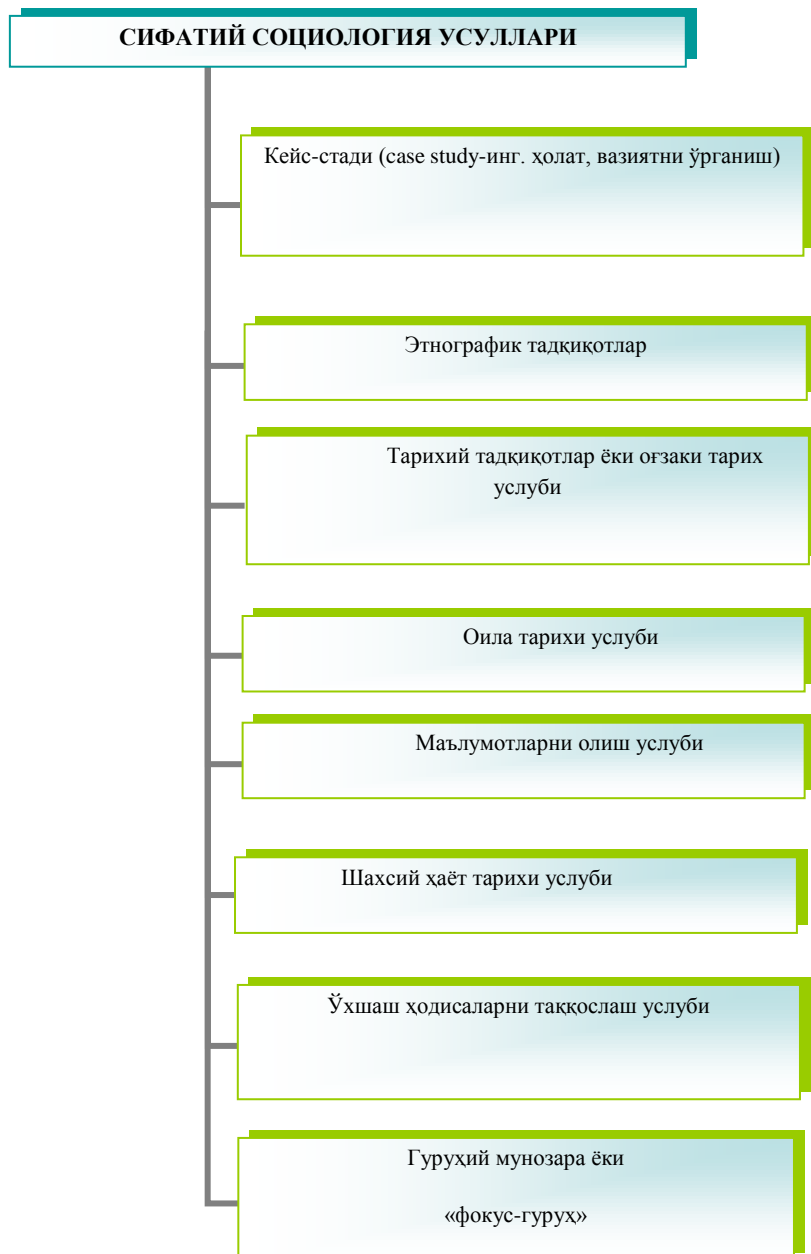 СИФАТИЙ СОЦИОЛОГИЯ УСУЛЛАРИ
Кейс-стади (case study-инг. ҳолат, вазиятни ўрганиш)
Этнографик тадқиқотлар
Тарихий тадқиқотлар ёки оғзаки тарих
услуби
Оила тарихи услуби
Маълумотларни олиш услуби
Шахсий ҳаёт тарихи услуби
Ўхшаш ҳодисаларни таққослаш услуби
Гуруҳий мунозара ёки
«фокус-гуруҳ»